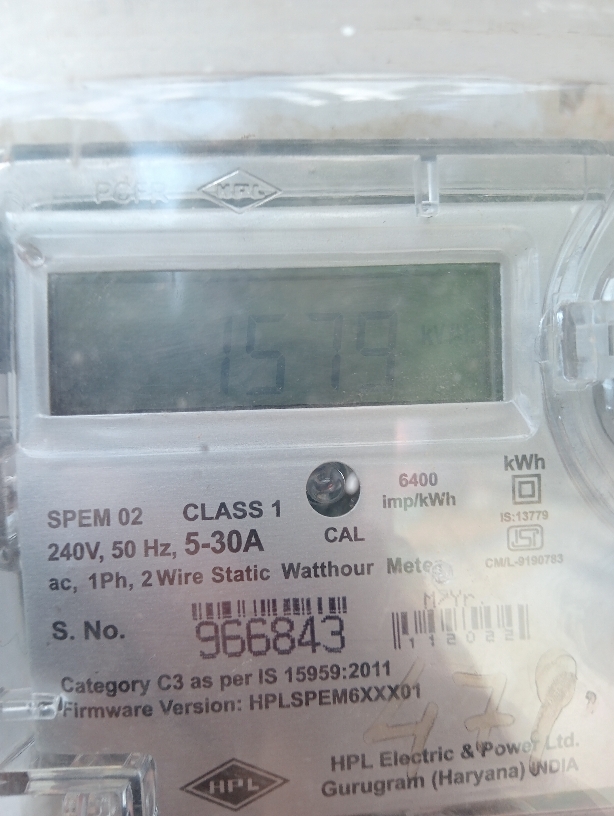 HPL
1579
6400
imp/kWh
kWh
SPEM 02 CLASS 1
CAL
IS:13779
240V, 50 Hz, 5-30A
CM/L-9190783
ac, 1Ph, 2 Wire Static Watthour Meter
M/Yr.
S. No. 966843
112022
Category C3 as per IS 15959:2011
Firmware Version: HPLSPEM6XXX01
HPL Electric & Power Ltd.
Gurugram (Haryana) INDIA
HPL